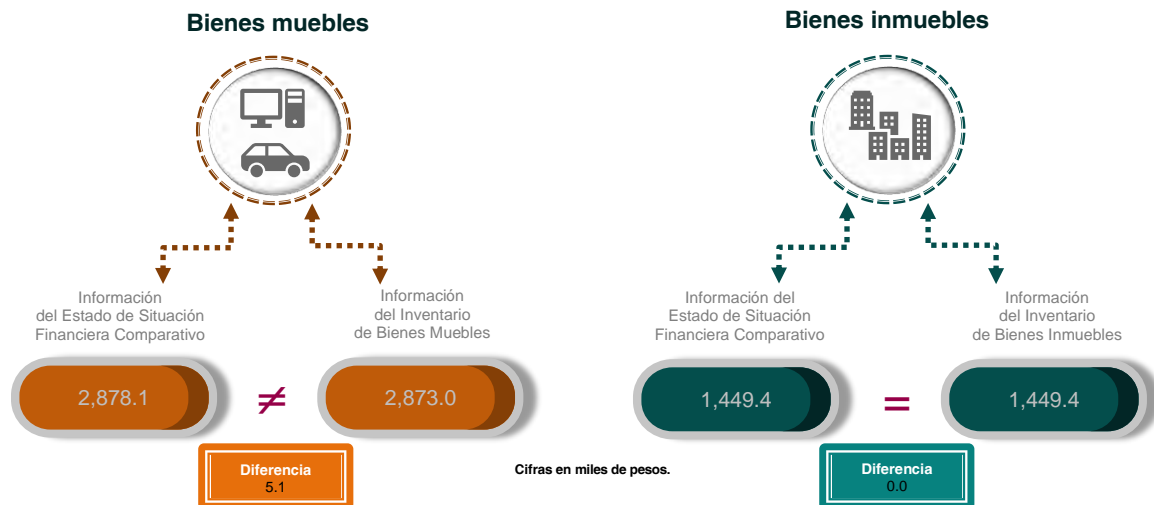 Bienes muebles
Información
del Estado de Situación
Financiera Comparativo
Información
del Inventario
de Bienes Muebles
2,878.1
≠
2,873.0
Diferencia
5.1
Cifras en miles de pesos.
Bienes inmuebles
Información del
Estado de Situación
Financiera Comparativo
Información
del Inventario
de Bienes Inmuebles
1,449.4
=
1,449.4
Diferencia
0.0